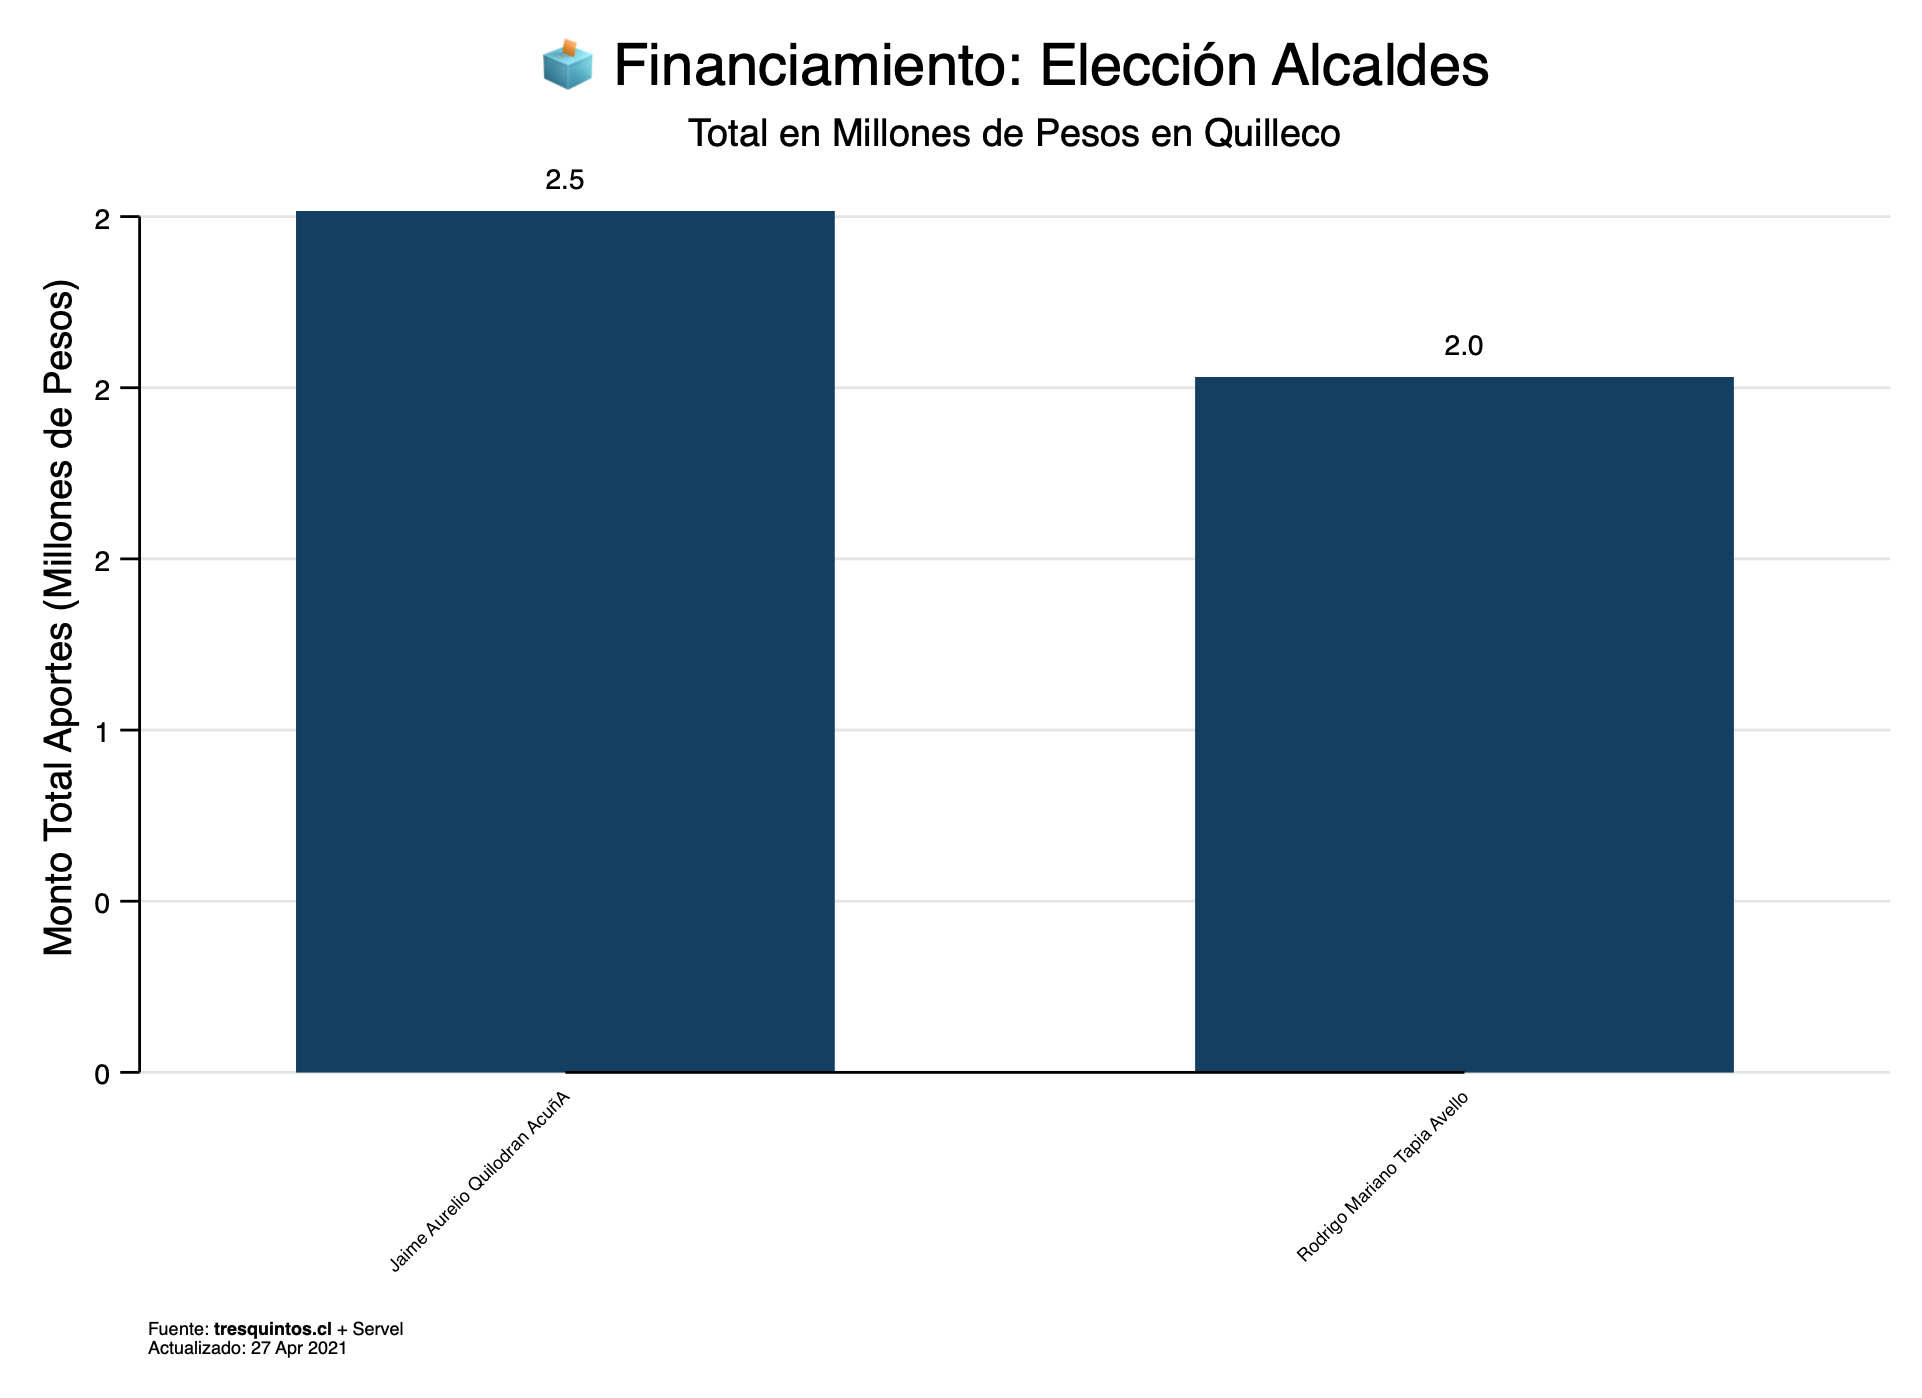 Financiamiento: Elección Alcaldes
Total en Millones de Pesos en Quilleco
Monto Total Aportes (Millones de Pesos)
2
2
2
1
0
0
2.5
2.0
Jaime Aurelio Quilodran AcuñA
Rodrigo Mariano Tapia Avello
Fuente: tresquintos.cl + Servel
Actualizado: 27 Apr 2021